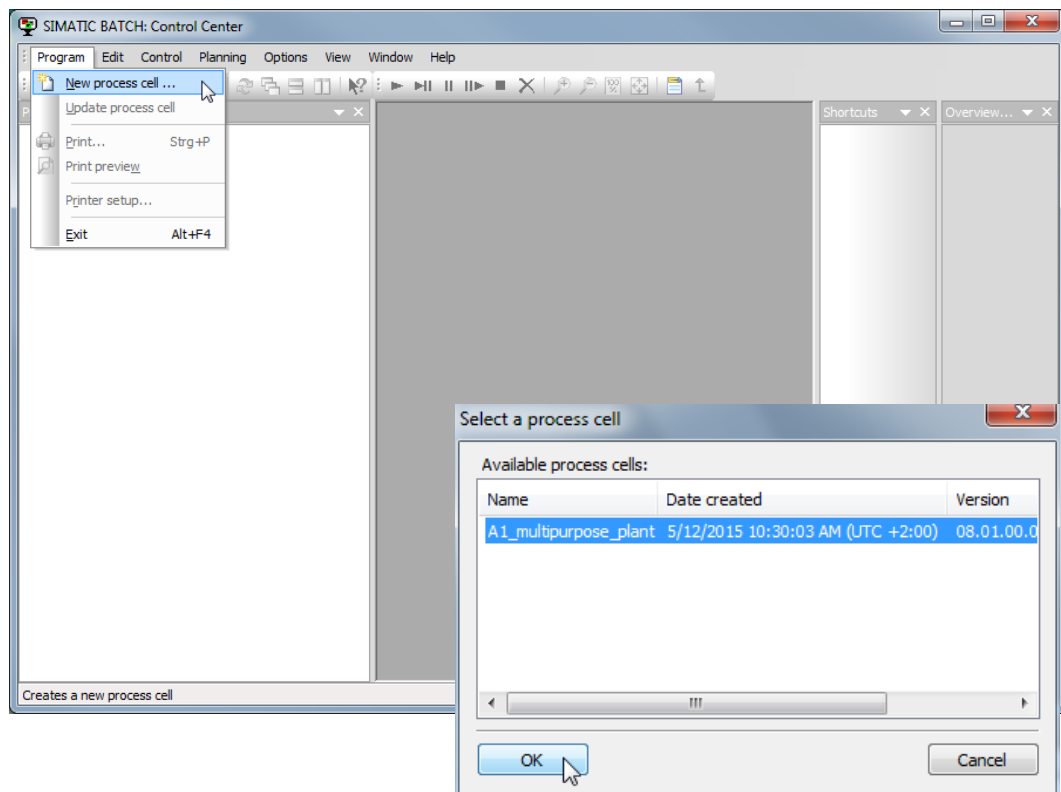 SIMATIC BATCH: Control Center
Program Edit Control Planning Options View Window Help
New process cell ...
Update process cell
Print... Strg+P
Print preview
Printer setup...
Exit Alt+F4
Shortcuts
Overview...
Creates a new process cell
Select a process cell
Available process cells:
Name Date created Version
A1_multipurpose_plant 5/12/2015 10:30:03 AM (UTC +2:00) 08.01.00.0
OK Cancel